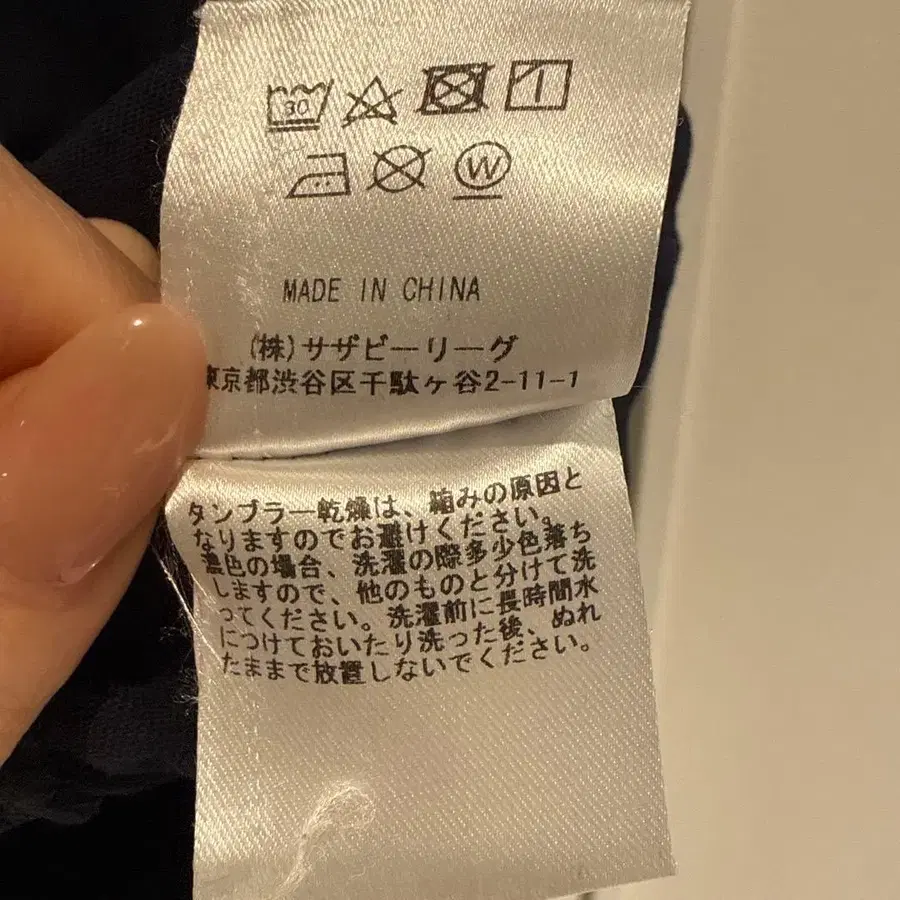 30
W
MADE IN CHINA
(株)サザビーリーグ
東京都渋谷区千駄ヶ谷2-11-1
タンブラー乾燥は、縮みの原因と
なりますのでお避けください。
濃色の場合、洗濯の際多少色落ち
しますので、他のものと分けて洗
ってください。洗濯前に長時間水
につけておいたり洗った後、ぬれ
たままで放置しないでください。